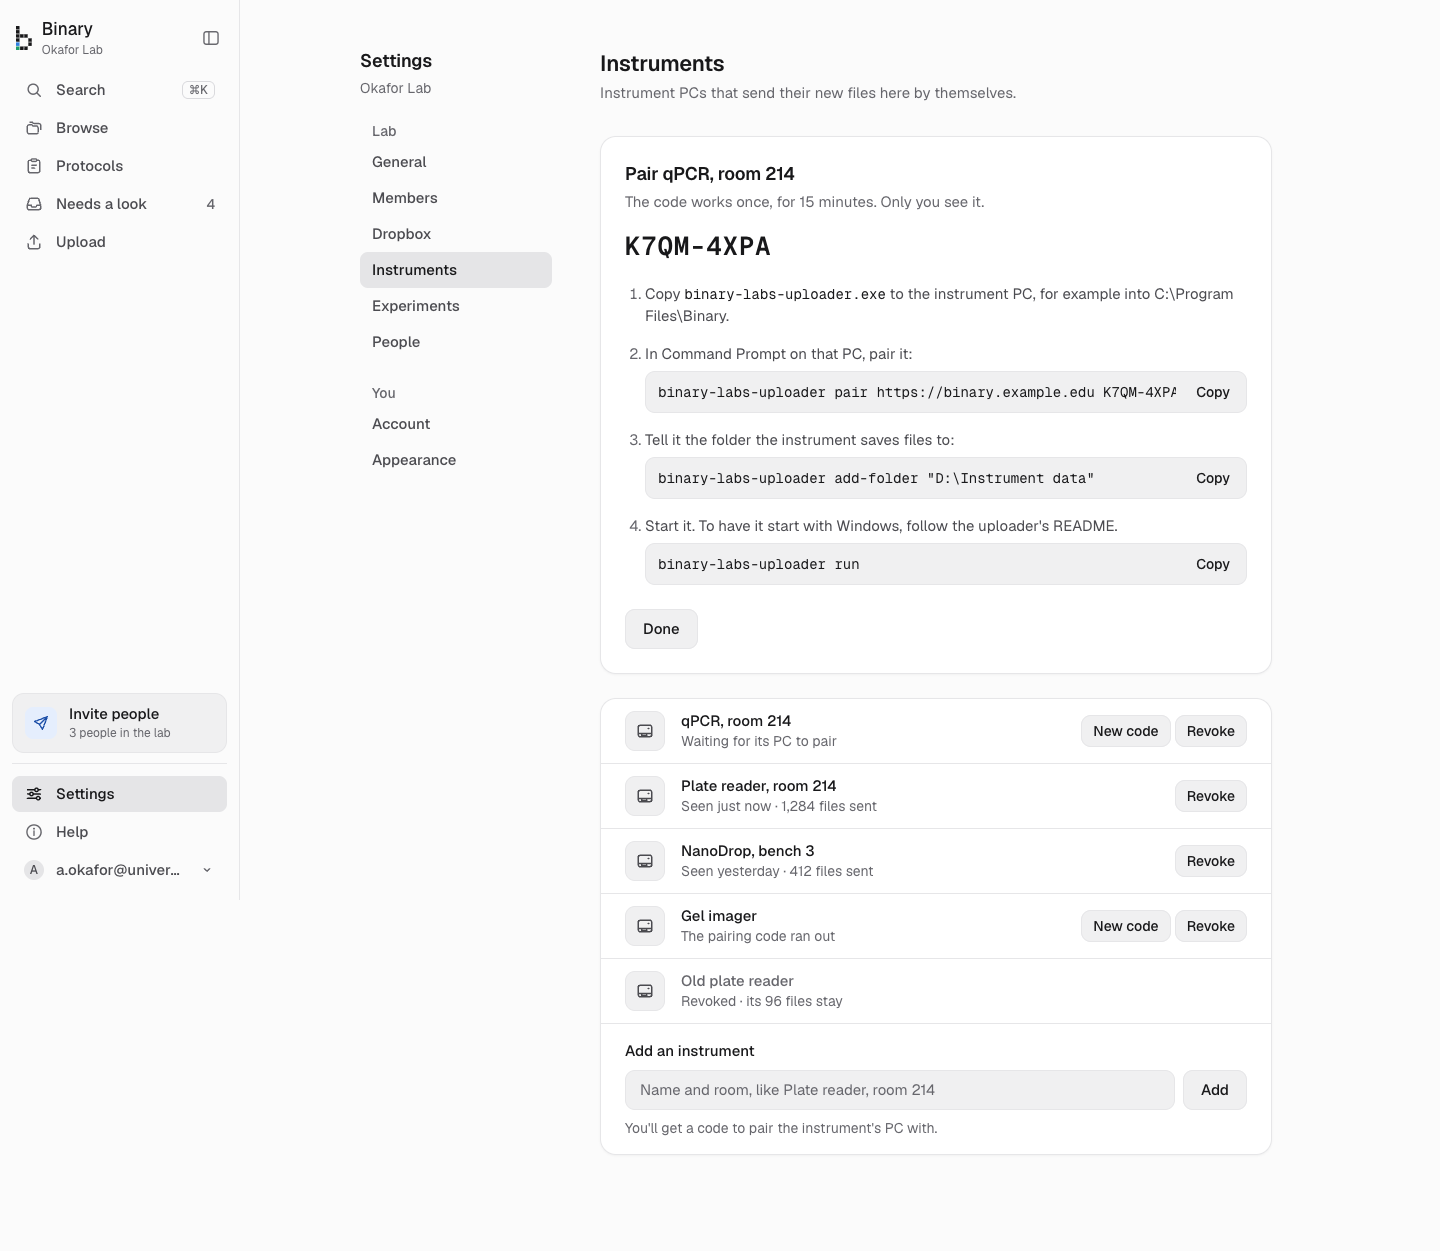 Binary
Okafor Lab
Search
⌘K
Browse
Protocols
Needs a look
4
Upload
Invite people
3 people in the lab
Settings
Help
A
a.okafor@univer...
Settings
Okafor Lab
Lab
General
Members
Dropbox
Instruments
Experiments
People
You
Account
Appearance
Instruments
Instrument PCs that send their new files here by themselves.
Pair qPCR, room 214
The code works once, for 15 minutes. Only you see it.
K7QM-4XPA
1. Copy binary-labs-uploader.exe to the instrument PC, for example into C:\Program
Files\Binary.
2. In Command Prompt on that PC, pair it:
binary-labs-uploader pair https://binary.example.edu K7QM-4XPA
Copy
3. Tell it the folder the instrument saves files to:
binary-labs-uploader add-folder "D:\Instrument data"
Copy
4. Start it. To have it start with Windows, follow the uploader's README.
binary-labs-uploader run
Copy
Done
qPCR, room 214
Waiting for its PC to pair
New code
Revoke
Plate reader, room 214
Seen just now · 1,284 files sent
Revoke
NanoDrop, bench 3
Seen yesterday · 412 files sent
Revoke
Gel imager
The pairing code ran out
New code
Revoke
Old plate reader
Revoked · its 96 files stay
Add an instrument
Name and room, like Plate reader, room 214
Add
You'll get a code to pair the instrument's PC with.